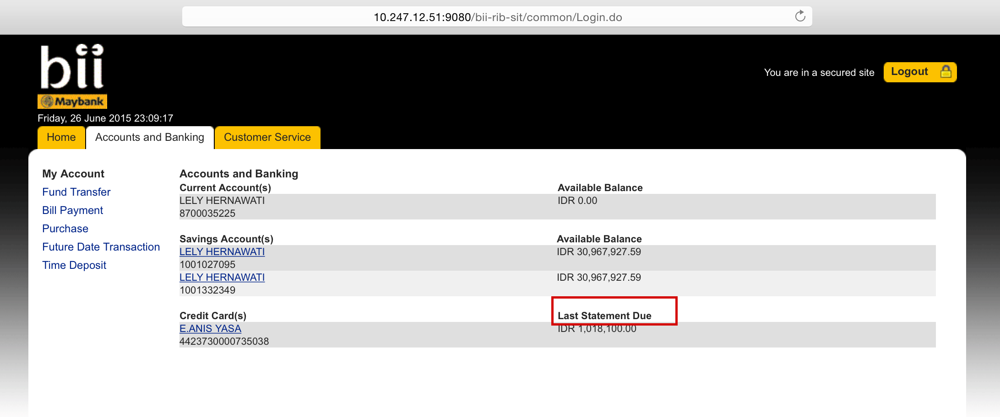 10.247.12.51:9080/bii-rib-sit/common/Login.do
bii
Maybank
You are in a secured site
Logout
Friday, 26 June 2015 23:09:17
Home
Accounts and Banking
Customer Service
My Account
Fund Transfer
Bill Payment
Purchase
Future Date Transaction
Time Deposit
Accounts and Banking
Current Account(s) Available Balance
LELY HERNAWATI IDR 0.00
8700035225
Savings Account(s) Available Balance
LELY HERNAWATI IDR 30,967,927.59
1001027095
LELY HERNAWATI IDR 30,967,927.59
1001332349
Credit Card(s) Last Statement Due
E.ANIS YASA IDR 1,018,100.00
4423730000735038